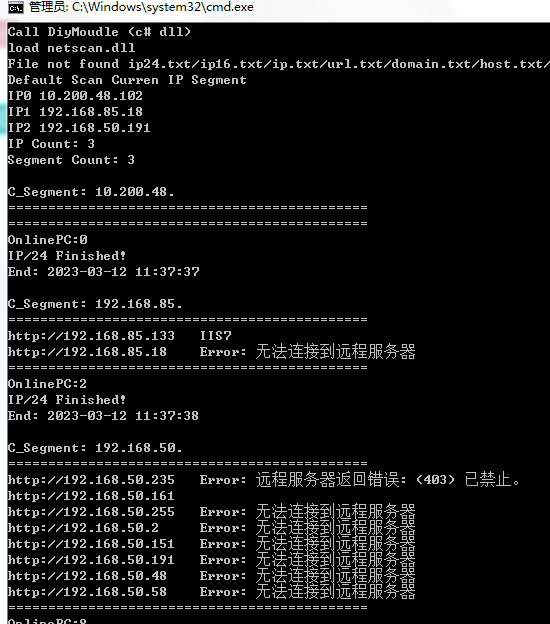 管理员: C:\Windows\system32\cmd.exe
Call DiyMoudle (c# dll)
load netscan.dll
File not found ip24.txt/ip16.txt/ip.txt/url.txt/domain.txt/host.txt/
Default Scan Curren IP Segment
IP0 10.200.48.102
IP1 192.168.85.18
IP2 192.168.50.191
IP Count: 3
Segment Count: 3
C_Segment: 10.200.48.
=============================================
=============================================
OnlinePC:0
IP/24 Finished!
End: 2023-03-12 11:37:37
C_Segment: 192.168.85.
=============================================
http://192.168.85.133 IIS7
http://192.168.85.18 Error: 无法连接到远程服务器
=============================================
OnlinePC:2
IP/24 Finished!
End: 2023-03-12 11:37:38
C_Segment: 192.168.50.
=============================================
http://192.168.50.235 Error: 远程服务器返回错误: (403) 已禁止。
http://192.168.50.161
http://192.168.50.255 Error: 无法连接到远程服务器
http://192.168.50.2 Error: 无法连接到远程服务器
http://192.168.50.151 Error: 无法连接到远程服务器
http://192.168.50.191 Error: 无法连接到远程服务器
http://192.168.50.48 Error: 无法连接到远程服务器
http://192.168.50.58 Error: 无法连接到远程服务器
=============================================
OnlinePC:8